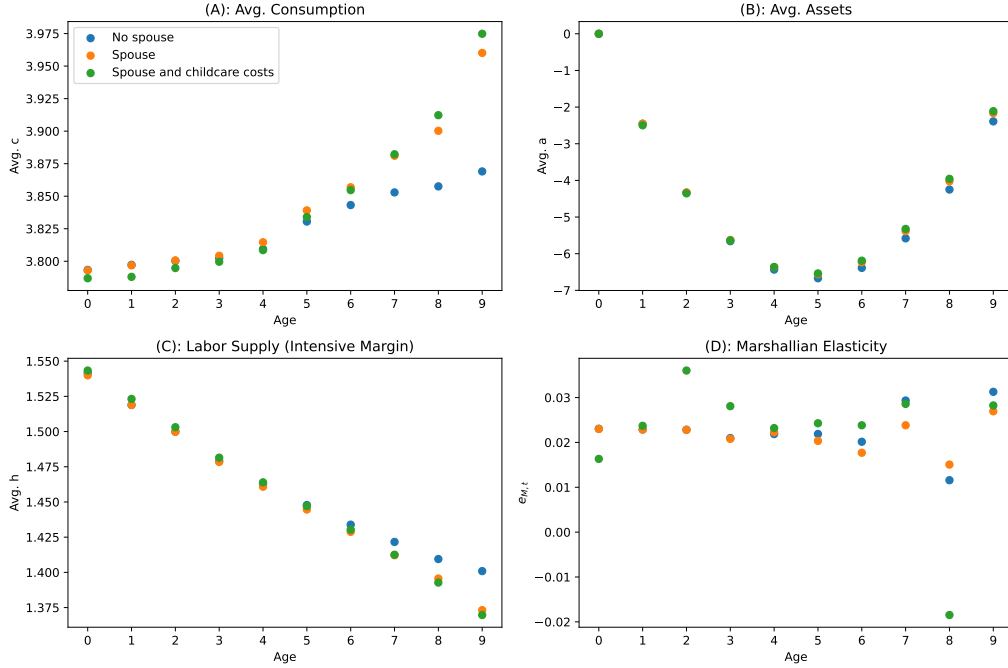 (A): Avg. Consumption
3.975
3.950
3.925
3.900
3.875
3.850
3.825
3.800
Avg. c
No spouse
Spouse
Spouse and childcare costs
0 1 2 3 4 5 6 7 8 9
Age
(B): Avg. Assets
0
−1
−2
−3
−4
−5
−6
−7
Avg. a
0 1 2 3 4 5 6 7 8 9
Age
(C): Labor Supply (Intensive Margin)
1.550
1.525
1.500
1.475
1.450
1.425
1.400
1.375
Avg. h
0 1 2 3 4 5 6 7 8 9
Age
(D): Marshallian Elasticity
0.03
0.02
0.01
0.00
−0.01
−0.02
e_{M,t}
0 1 2 3 4 5 6 7 8 9
Age